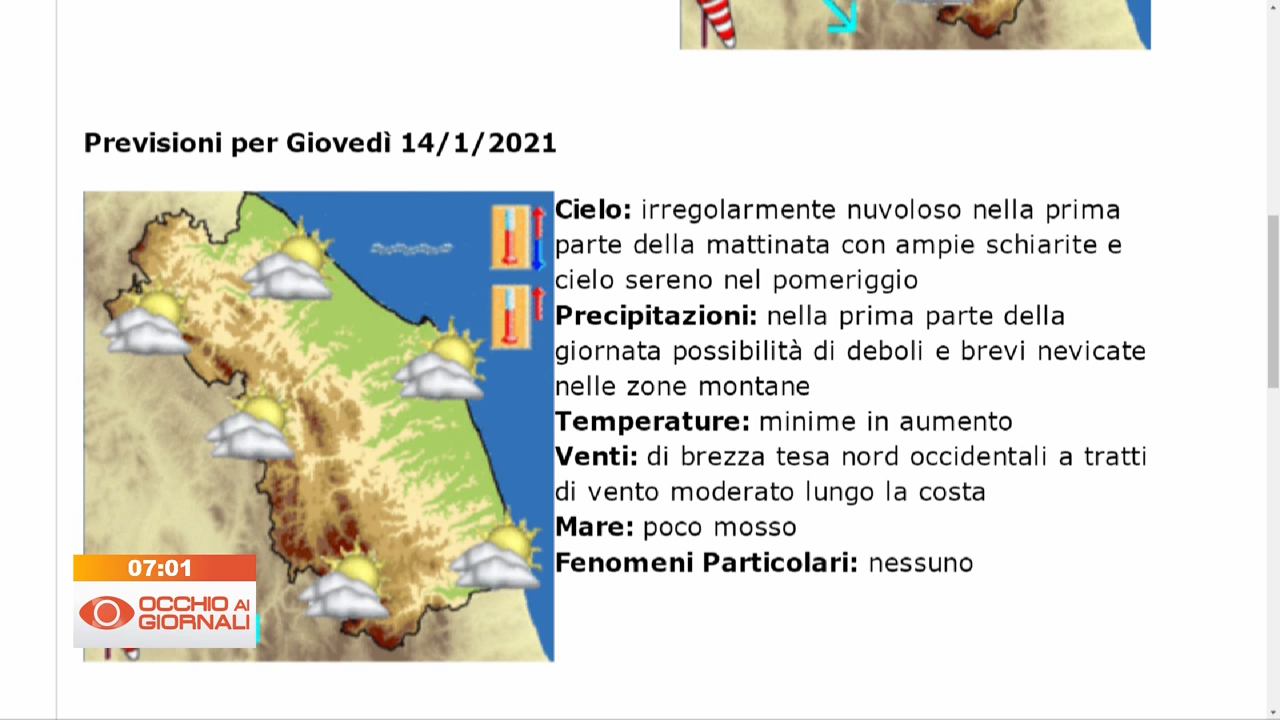 Previsioni per Giovedì 14/1/2021
Cielo: irregolarmente nuvoloso nella prima
parte della mattinata con ampie schiarite e
cielo sereno nel pomeriggio
Precipitazioni: nella prima parte della
giornata possibilità di deboli e brevi nevicate
nelle zone montane
Temperature: minime in aumento
Venti: di brezza tesa nord occidentali a tratti
di vento moderato lungo la costa
Mare: poco mosso
Fenomeni Particolari: nessuno
07:01
OCCHIO AI
GIORNALI